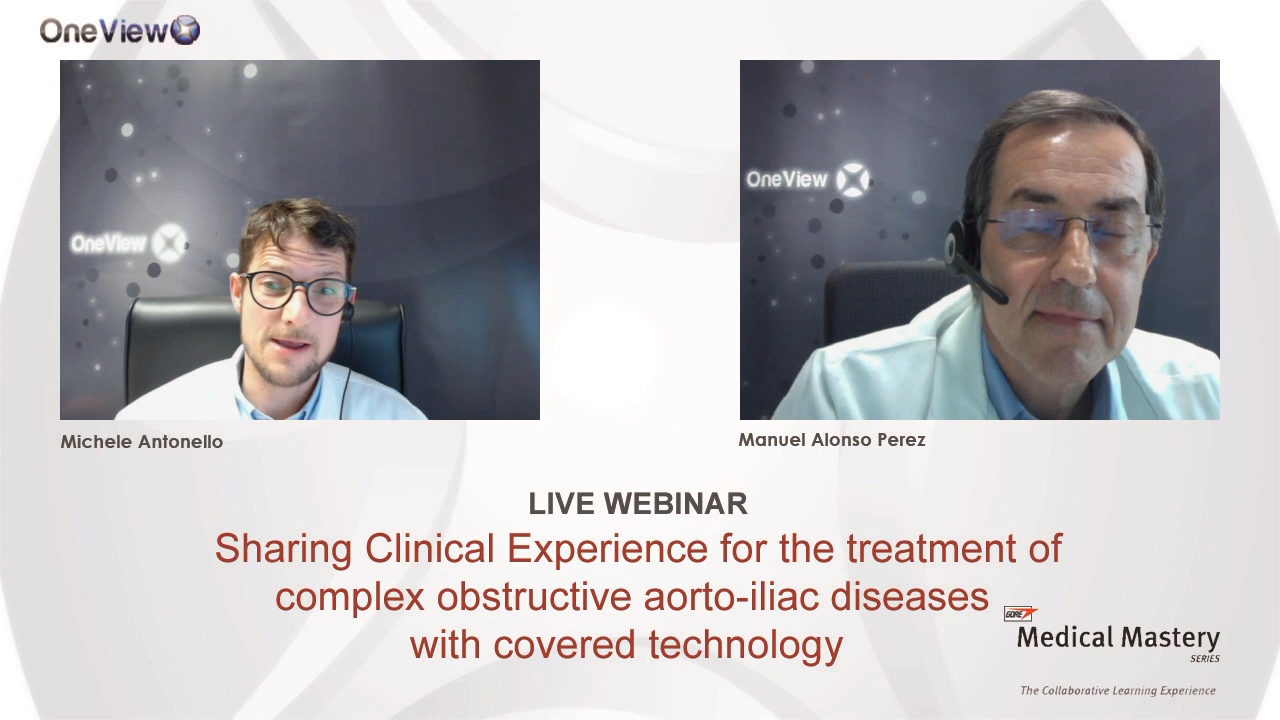 OneView
OneView
OneView
Michele Antonello
Manuel Alonso Perez
LIVE WEBINAR
Sharing Clinical Experience for the treatment of
complex obstructive aorto-iliac diseases
with covered technology
GORE
Medical Mastery
SERIES
The Collaborative Learning Experience